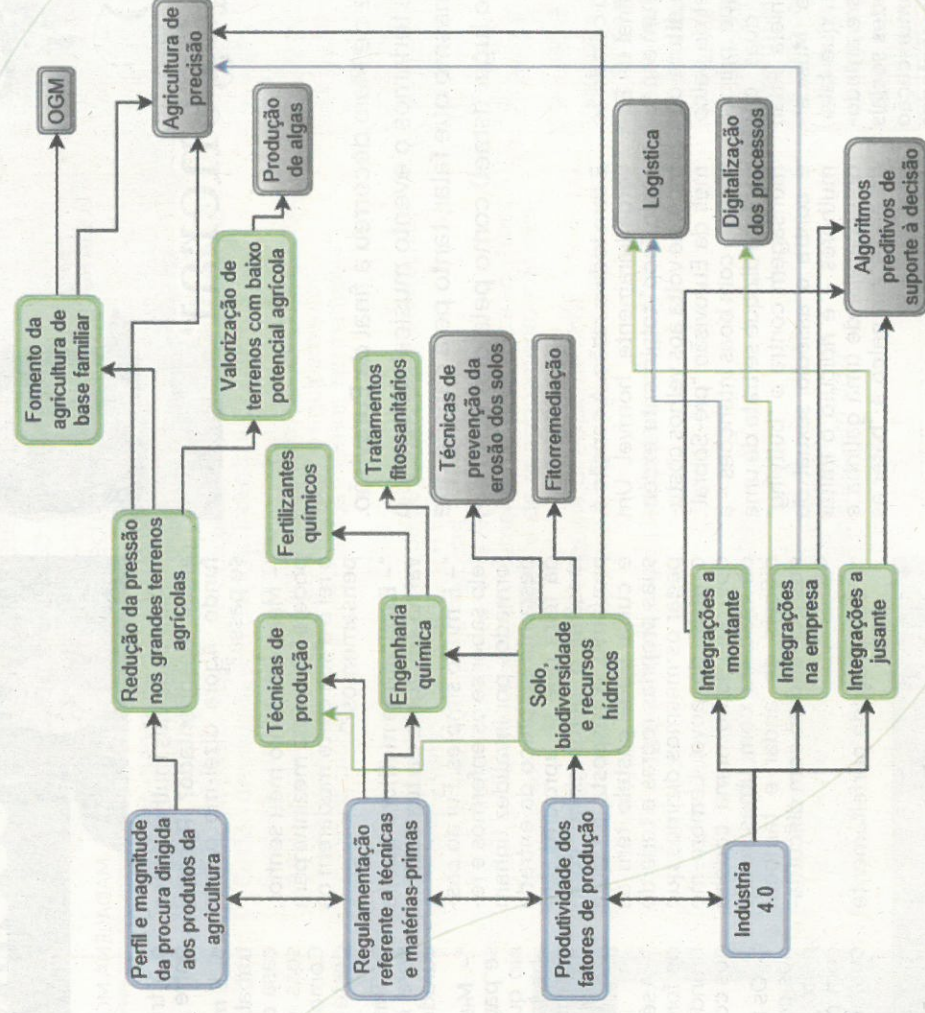 Perfil e magnitude
da procura dirigida
aos produtos da
agricultura
Regulamentação
referente a técnicas
e matérias-primas
Produtividade dos
fatores de produção
Indústria
4.0
Redução da pressão
nos grandes terrenos
agrícolas
Técnicas de
produção
Engenharia
química
Solo,
biodiversidade
e recursos
hídricos
Integrações a
montante
Integrações
na empresa
Integrações a
jusante
Fomento da
agricultura de
base familiar
Valorização de
terrenos com baixo
potencial agrícola
Fertilizantes
químicos
Tratamentos
fitossanitários
Técnicas de
prevenção da
erosão dos solos
Fitorremediação
OGM
Agricultura de
precisão
Produção
de algas
Logística
Digitalização
dos processos
Algoritmos
preditivos de
suporte à decisão